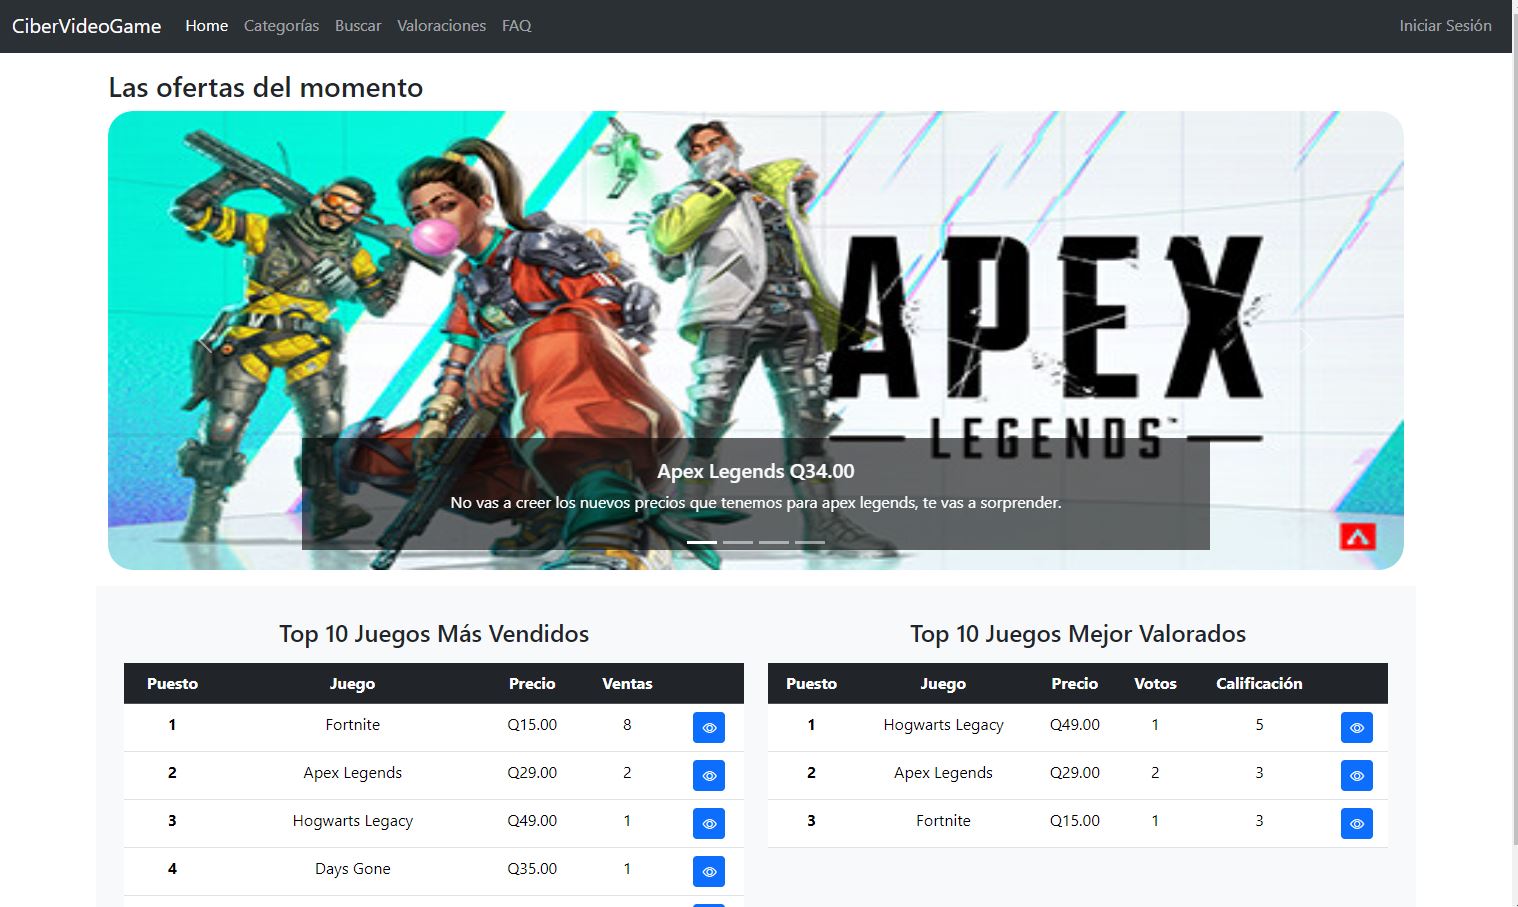 CiberVideoGame Home Categorías Buscar Valoraciones FAQ Iniciar Sesión
Las ofertas del momento
APEX
LEGENDS™
Apex Legends Q34.00
No vas a creer los nuevos precios que tenemos para apex legends, te vas a sorprender.
Top 10 Juegos Más Vendidos
Puesto Juego Precio Ventas
1 Fortnite Q15.00 8
2 Apex Legends Q29.00 2
3 Hogwarts Legacy Q49.00 1
4 Days Gone Q35.00 1
Top 10 Juegos Mejor Valorados
Puesto Juego Precio Votos Calificación
1 Hogwarts Legacy Q49.00 1 5
2 Apex Legends Q29.00 2 3
3 Fortnite Q15.00 1 3